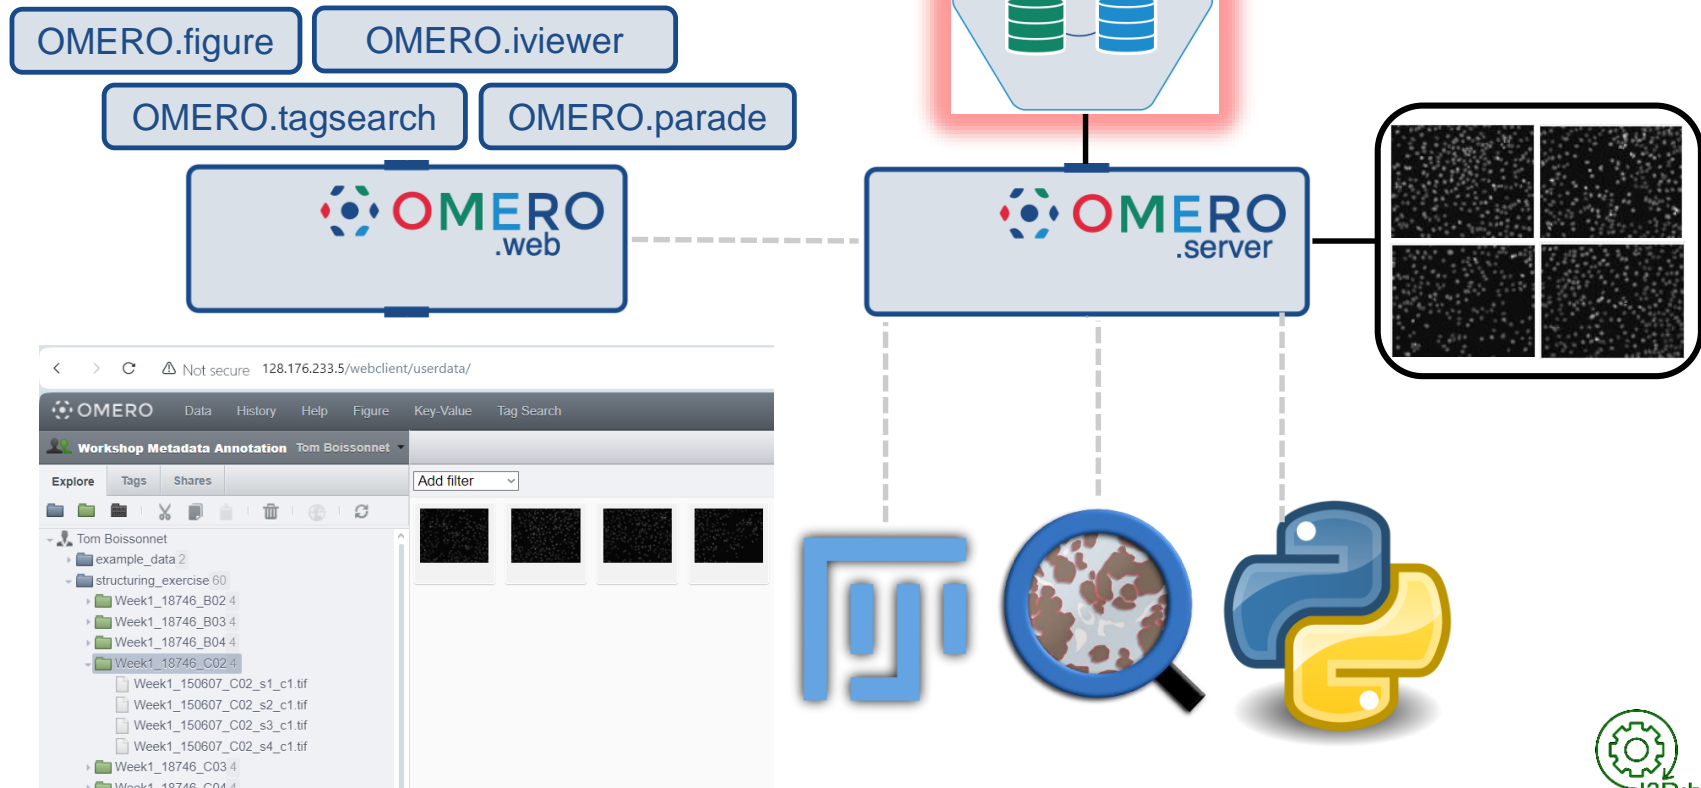 OMERO.figure
OMERO.iviewer
OMERO.tagsearch
OMERO.parade
OMERO
.web
OMERO
.server
Not secure 128.176.233.5/webclient/userdata/
OMERO Data History Help Figure Key-Value Tag Search
Workshop Metadata Annotation Tom Boissonnet
Explore Tags Shares
Add filter
Tom Boissonnet
example_data 2
structuring_exercise 60
Week1_18746_B02 4
Week1_18746_B03 4
Week1_18746_B04 4
Week1_18746_C02 4
Week1_150607_C02_s1_c1.tif
Week1_150607_C02_s2_c1.tif
Week1_150607_C02_s3_c1.tif
Week1_150607_C02_s4_c1.tif
Week1_18746_C03 4
Week1_18746_C04 4